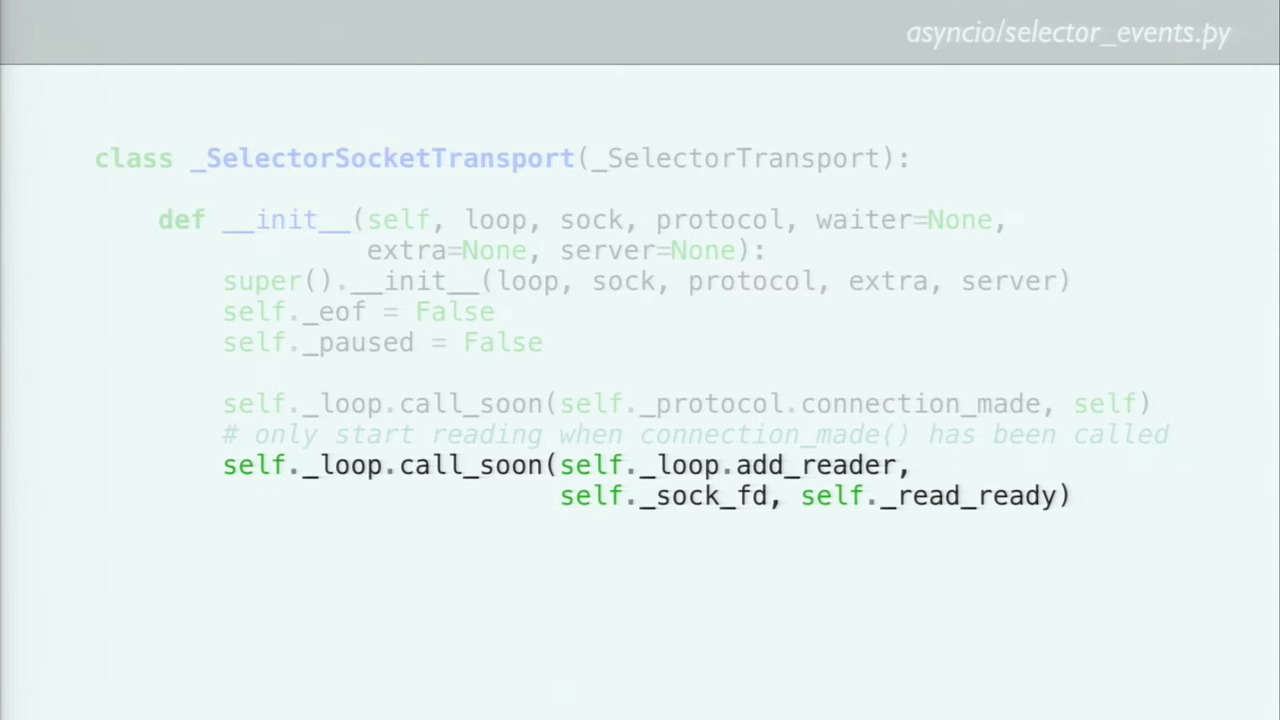 asyncio/selector_events.py
class _SelectorSocketTransport(_SelectorTransport):
def __init__(self, loop, sock, protocol, waiter=None,
extra=None, server=None):
super().__init__(loop, sock, protocol, extra, server)
self._eof = False
self._paused = False
self._loop.call_soon(self._protocol.connection_made, self)
# only start reading when connection_made() has been called
self._loop.call_soon(self._loop.add_reader,
self._sock_fd, self._read_ready)